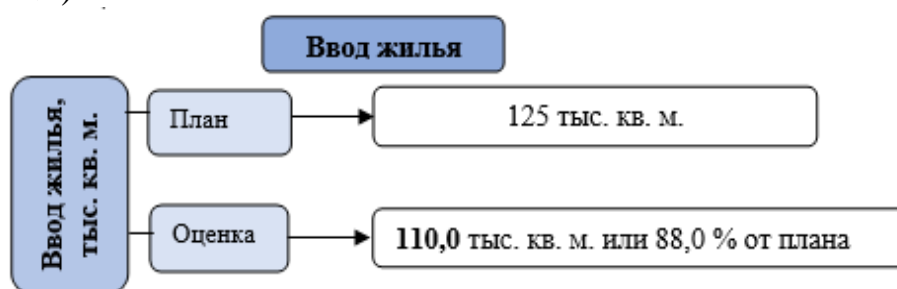 Ввод жилья
Ввод жилья,
тыс. кв. м.
План
125 тыс. кв. м.
Оценка
110,0 тыс. кв. м. или 88,0 % от плана